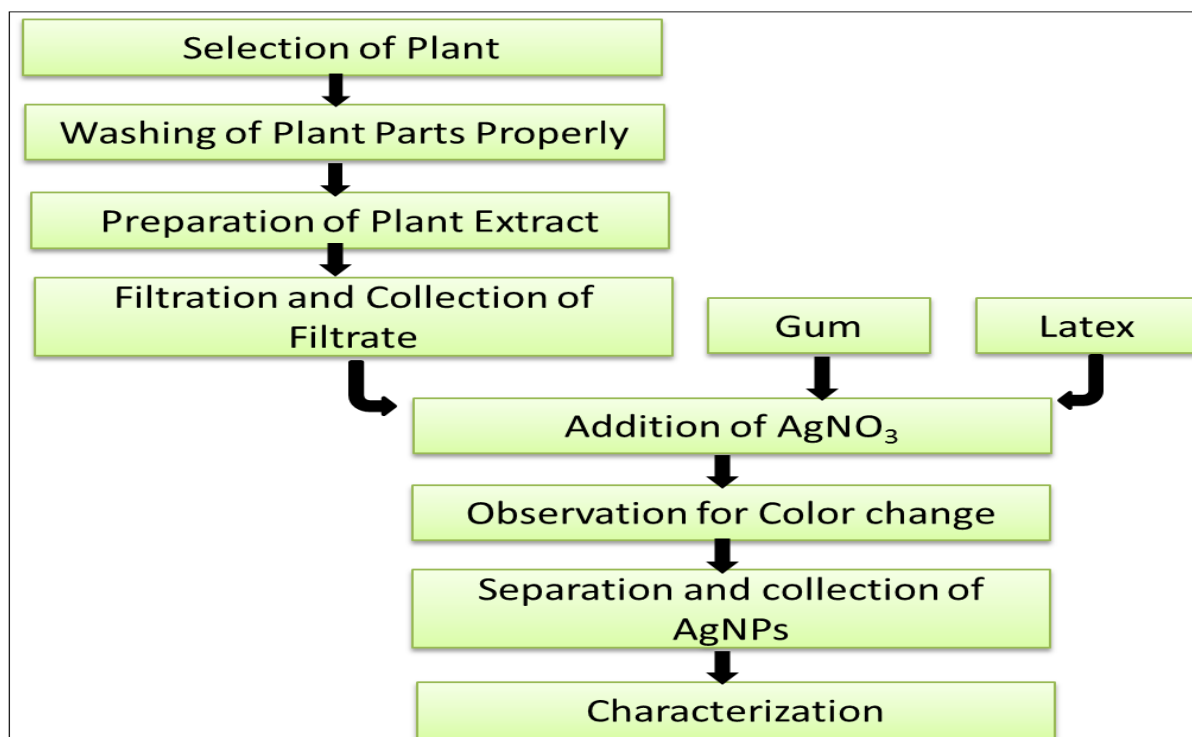 Selection of Plant
Washing of Plant Parts Properly
Preparation of Plant Extract
Filtration and Collection of
Filtrate
Gum
Latex
Addition of AgNO₃
Observation for Color change
Separation and collection of
AgNPs
Characterization